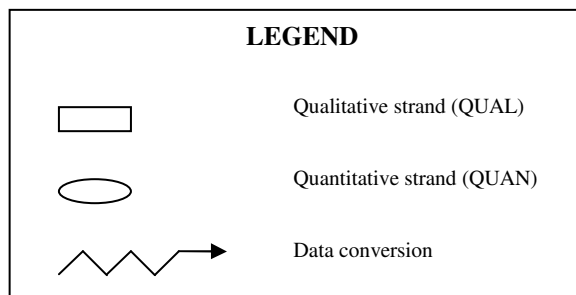 LEGEND
Qualitative strand (QUAL)
Quantitative strand (QUAN)
Data conversion